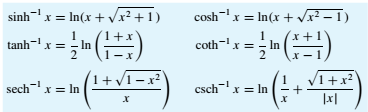 sinh⁻¹ x = ln(x + √(x² + 1)) cosh⁻¹ x = ln(x + √(x² − 1))
tanh⁻¹ x = 1/2 ln((1 + x)/(1 − x)) coth⁻¹ x = 1/2 ln((x + 1)/(x − 1))
sech⁻¹ x = ln((1 + √(1 − x²))/x) csch⁻¹ x = ln(1/x + √(1 + x²)/|x|)